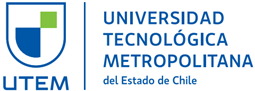 UTEM
UNIVERSIDAD
TECNOLÓGICA
METROPOLITANA
del Estado de Chile